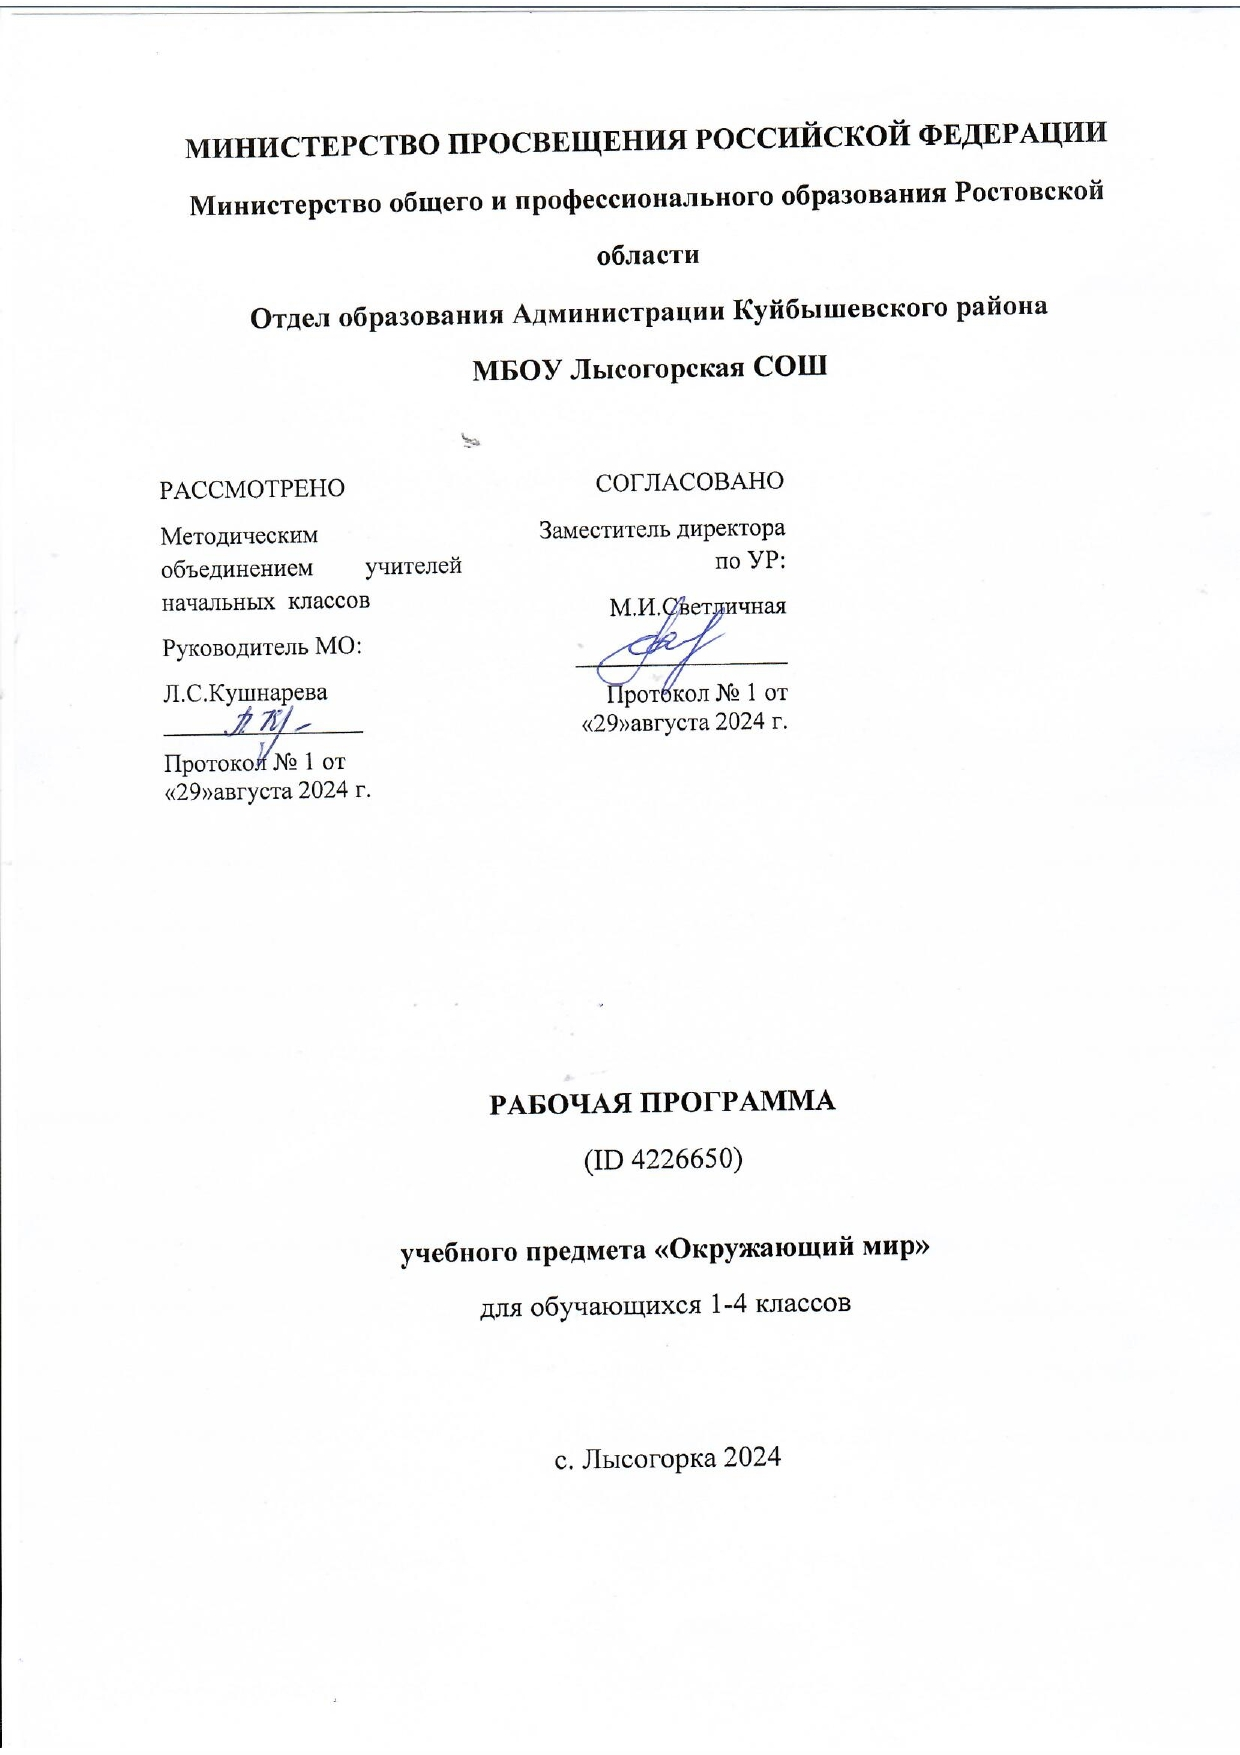 МИНИСТЕРСТВО ПРОСВЕЩЕНИЯ РОССИЙСКОЙ ФЕДЕРАЦИИ
Министерство общего и профессионального образования Ростовской
области
Отдел образования Администрации Куйбышевского района
МБОУ Лысогорская СОШ
РАССМОТРЕНО
Методическим
объединением учителей
начальных классов
Руководитель МО:
Л.С.Кушнарева
Протокол № 1 от
«29»августа 2024 г.
СОГЛАСОВАНО
Заместитель директора
по УР:
М.И.Светличная
Протокол № 1 от
«29»августа 2024 г.
РАБОЧАЯ ПРОГРАММА
(ID 4226650)
учебного предмета «Окружающий мир»
для обучающихся 1-4 классов
с. Лысогорка 2024